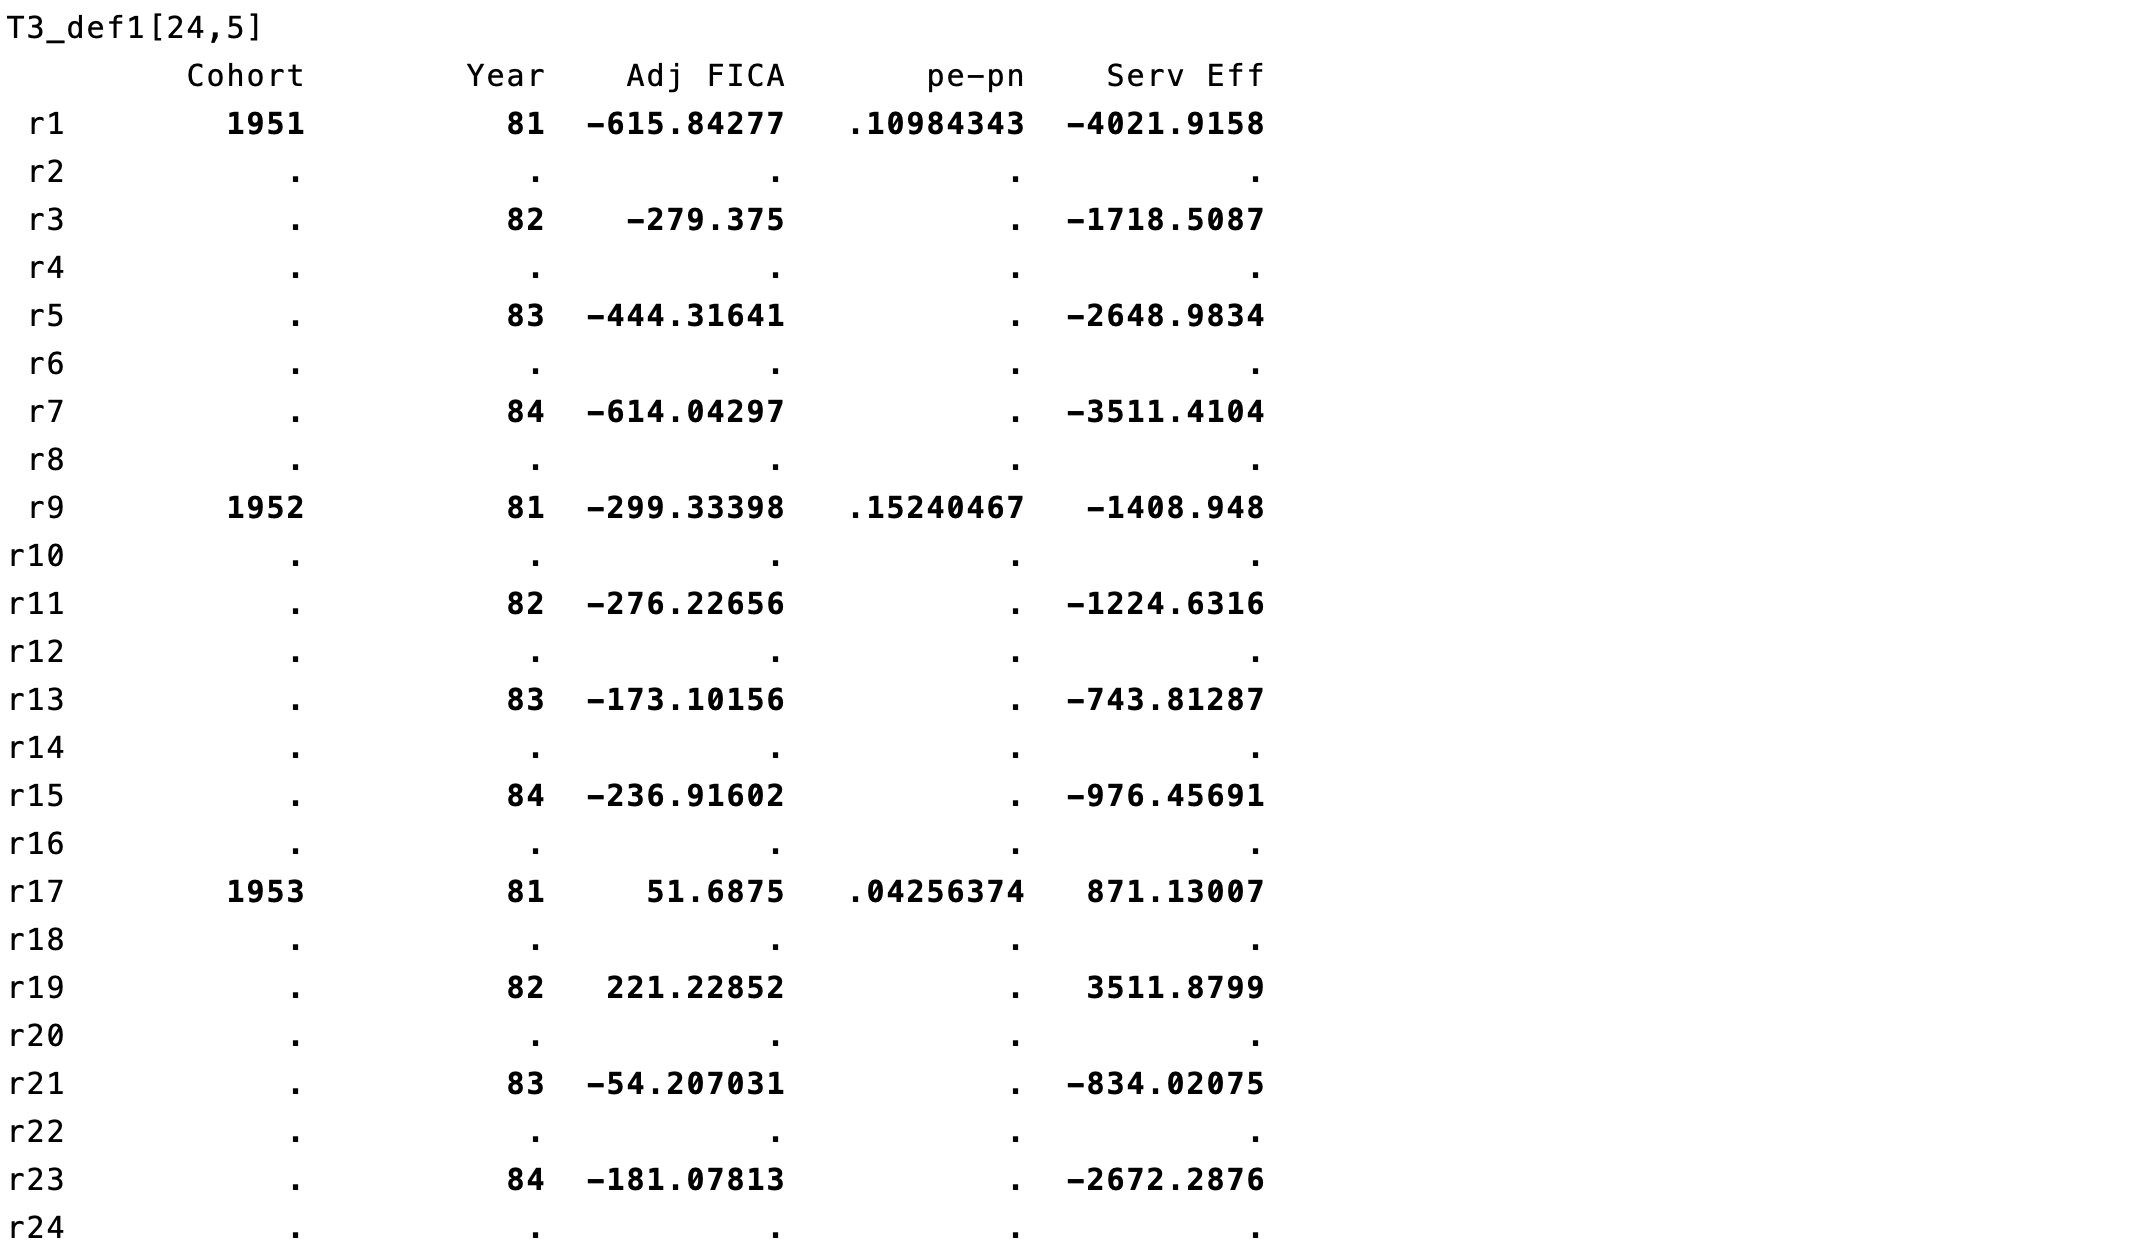 T3_def1[24,5]
Cohort Year Adj FICA pe-pn Serv Eff
r1 1951 81 -615.84277 .10984343 -4021.9158
r2 . . . . .
r3 . 82 -279.375 . -1718.5087
r4 . . . . .
r5 . 83 -444.31641 . -2648.9834
r6 . . . . .
r7 . 84 -614.04297 . -3511.4104
r8 . . . . .
r9 1952 81 -299.33398 .15240467 -1408.948
r10 . . . . .
r11 . 82 -276.22656 . -1224.6316
r12 . . . . .
r13 . 83 -173.10156 . -743.81287
r14 . . . . .
r15 . 84 -236.91602 . -976.45691
r16 . . . . .
r17 1953 81 51.6875 .04256374 871.13007
r18 . . . . .
r19 . 82 221.22852 . 3511.8799
r20 . . . . .
r21 . 83 -54.207031 . -834.02075
r22 . . . . .
r23 . 84 -181.07813 . -2672.2876
r24 . . . . .